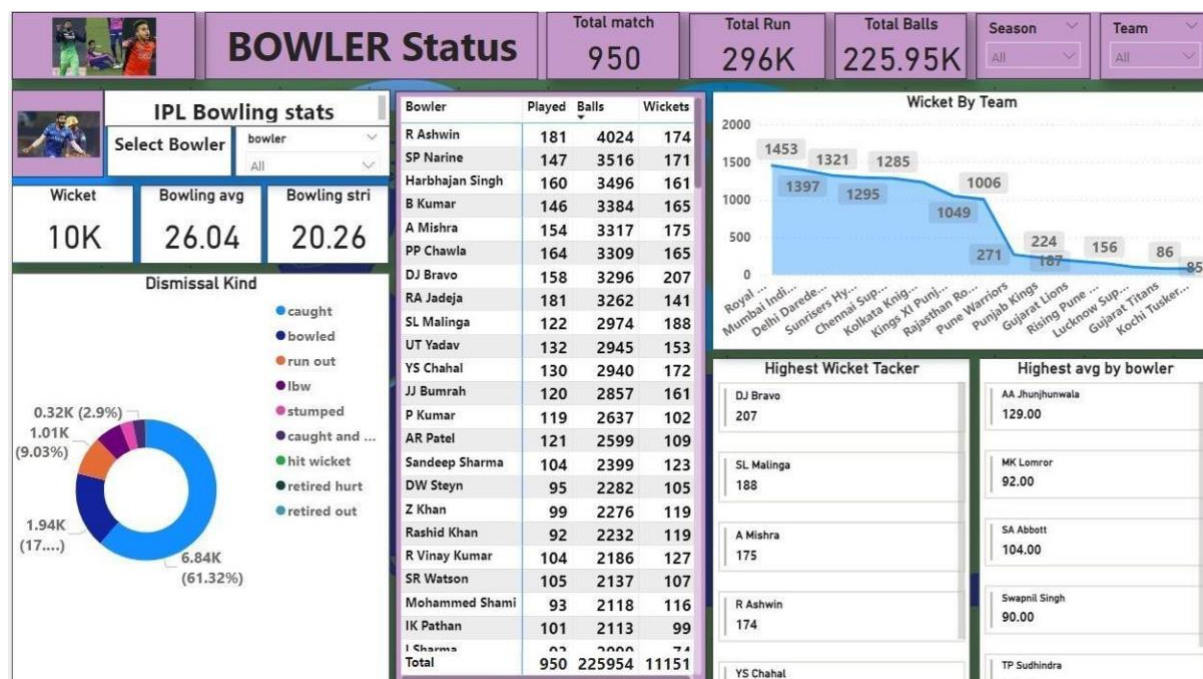 BOWLER Status
Total match
950
Total Run
296K
Total Balls
225.95K
Season
All
Team
All
IPL Bowling stats
Select Bowler
bowler
All
Wicket
10K
Bowling avg
26.04
Bowling stri
20.26
Dismissal Kind
caught
bowled
run out
lbw
stumped
caught and ...
hit wicket
retired hurt
retired out
0.32K (2.9%)
1.01K
(9.03%)
1.94K
(17....)
6.84K
(61.32%)
Bowler Played Balls Wickets
R Ashwin 181 4024 174
SP Narine 147 3516 171
Harbhajan Singh 160 3496 161
B Kumar 146 3384 165
A Mishra 154 3317 175
PP Chawla 164 3309 165
DJ Bravo 158 3296 207
RA Jadeja 181 3262 141
SL Malinga 122 2974 188
UT Yadav 132 2945 153
YS Chahal 130 2940 172
JJ Bumrah 120 2857 161
P Kumar 119 2637 102
AR Patel 121 2599 109
Sandeep Sharma 104 2399 123
DW Steyn 95 2282 105
Z Khan 99 2276 119
Rashid Khan 92 2232 119
R Vinay Kumar 104 2186 127
SR Watson 105 2137 107
Mohammed Shami 93 2118 116
IK Pathan 101 2113 99
Total 950 225954 11151
Wicket By Team
2000
1500
1000
500
0
1453
1397
1321
1295
1285
1049
1006
271
224
187
156
86
85
Royal ...
Mumbai Indi...
Delhi Darede...
Sunrisers Hy...
Chennai Sup...
Kolkata Knig...
Kings XI Punj...
Rajasthan Ro...
Pune Warriors
Punjab Kings
Gujarat Lions
Rising Pune ...
Lucknow Sup...
Gujarat Titans
Kochi Tusker...
Highest Wicket Tacker
DJ Bravo
207
SL Malinga
188
A Mishra
175
R Ashwin
174
YS Chahal
Highest avg by bowler
AA Jhunjhunwala
129.00
MK Lomror
92.00
SA Abbott
104.00
Swapnil Singh
90.00
TP Sudhindra